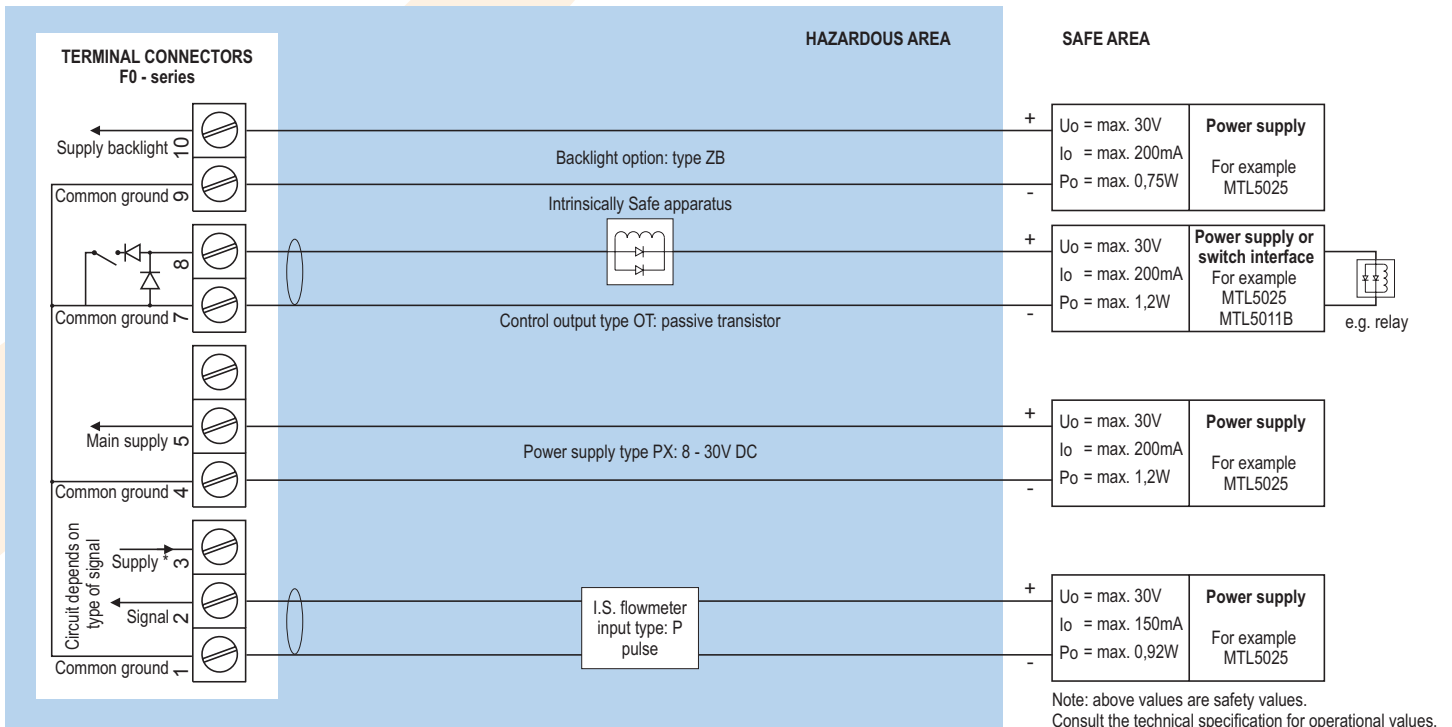 HAZARDOUS AREA
SAFE AREA
TERMINAL CONNECTORS
F0 - series
Supply backlight
10
Common ground
9
8
Common ground
7
Main supply
5
Common ground
4
Circuit depends on
type of signal
Supply *
3
Signal
2
Common ground
1
Backlight option: type ZB
Intrinsically Safe apparatus
Control output type OT: passive transistor
Power supply type PX: 8 - 30V DC
I.S. flowmeter
input type: P
pulse
+
-
Uo = max. 30V
Io = max. 200mA
Po = max. 0,75W
Power supply
For example
MTL5025
+
-
Uo = max. 30V
Io = max. 200mA
Po = max. 1,2W
Power supply or
switch interface
For example
MTL5025
MTL5011B
e.g. relay
+
-
Uo = max. 30V
Io = max. 200mA
Po = max. 1,2W
Power supply
For example
MTL5025
+
-
Uo = max. 30V
Io = max. 150mA
Po = max. 0,92W
Power supply
For example
MTL5025
Note: above values are safety values.
Consult the technical specification for operational values.